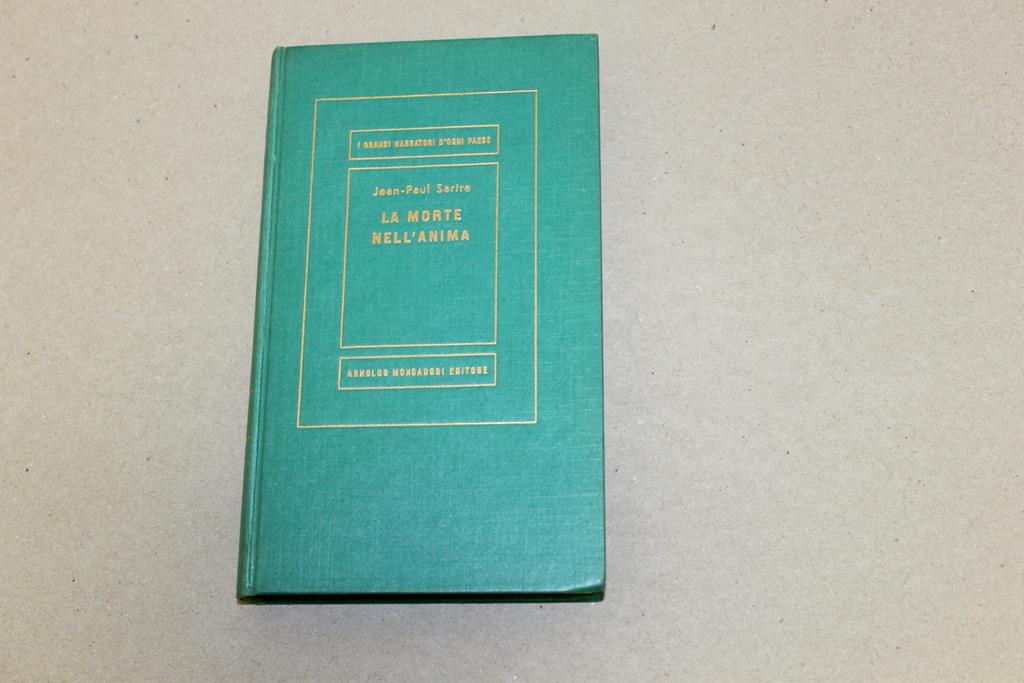 I GRANDI NARRATORI D'OGNI PAESE
Jean-Paul Sartre
LA MORTE
NELL'ANIMA
ARNOLDO MONDADORI EDITORE